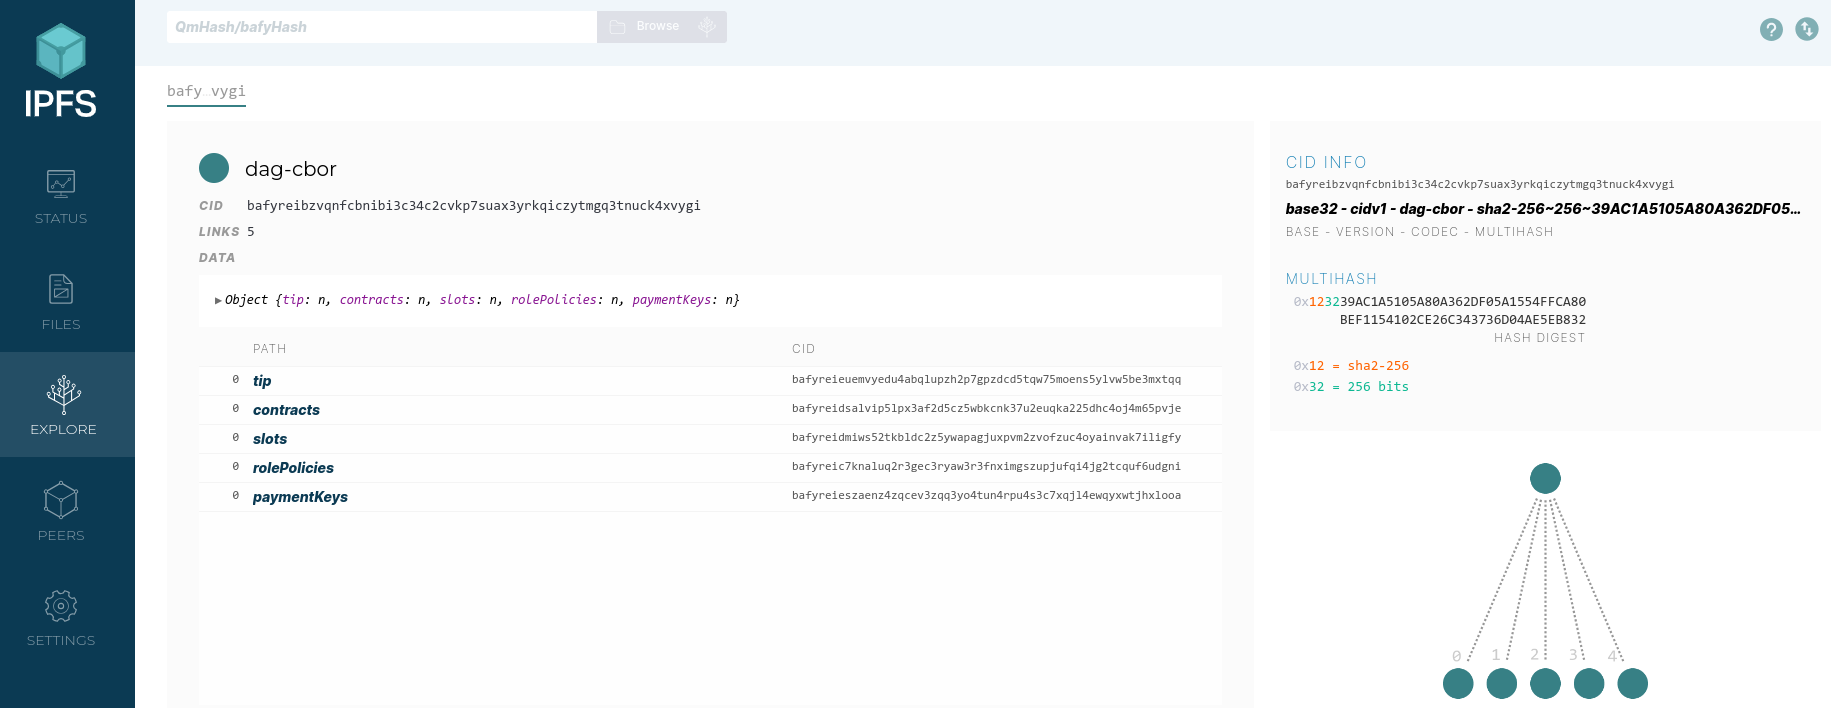 QmHash/bafyHash
Browse
?
IPFS
STATUS
FILES
EXPLORE
PEERS
SETTINGS
bafy…vygi
dag-cbor
CID bafyreibzvqnfcbnibi3c34c2cvkp7suax3yrkqiczytmgq3tnuck4xvygi
LINKS 5
DATA
▶Object {tip: n, contracts: n, slots: n, rolePolicies: n, paymentKeys: n}
PATH CID
0 tip bafyreieuemvyedu4abqlupzh2p7gpzdcd5tqw75moens5ylvw5be3mxtqq
0 contracts bafyreidsalvip5lpx3af2d5cz5wbkcnk37u2euqka225dhc4oj4m65pvje
0 slots bafyreidmiws52tkbldc2z5ywapagjuxpvm2zvofzuc4oyainvak7iligfy
0 rolePolicies bafyreic7knaluq2r3gec3ryaw3r3fnximgszupjufqi4jg2tcquf6udgni
0 paymentKeys bafyreieszaenz4zqcev3zqq3yo4tun4rpu4s3c7xqjl4ewqyxwtjhxlooa
CID INFO
bafyreibzvqnfcbnibi3c34c2cvkp7suax3yrkqiczytmgq3tnuck4xvygi
base32 - cidv1 - dag-cbor - sha2-256~256~39AC1A5105A80A362DF05...
BASE - VERSION - CODEC - MULTIHASH
MULTIHASH
0x123239AC1A5105A80A362DF05A1554FFCA80
BEF1154102CE26C343736D04AE5EB832
HASH DIGEST
0x12 = sha2-256
0x32 = 256 bits
0 1 2 3 4